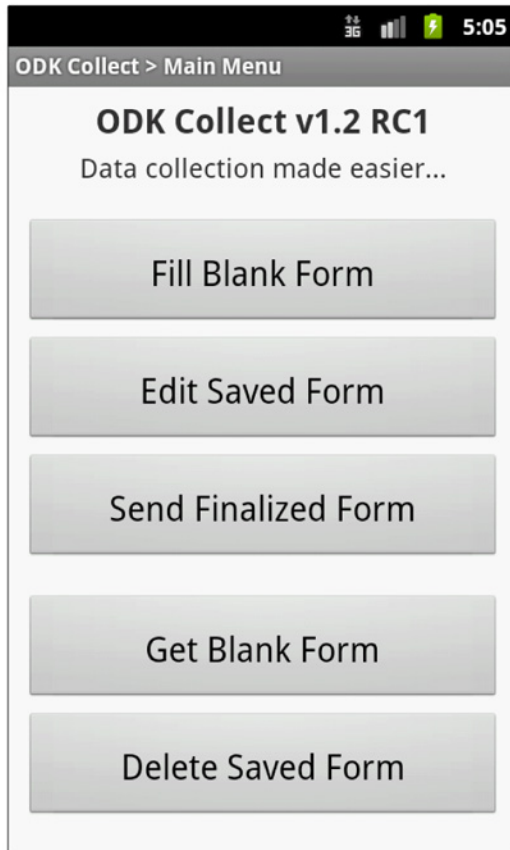 3G 5:05
ODK Collect > Main Menu
ODK Collect v1.2 RC1
Data collection made easier...
Fill Blank Form
Edit Saved Form
Send Finalized Form
Get Blank Form
Delete Saved Form